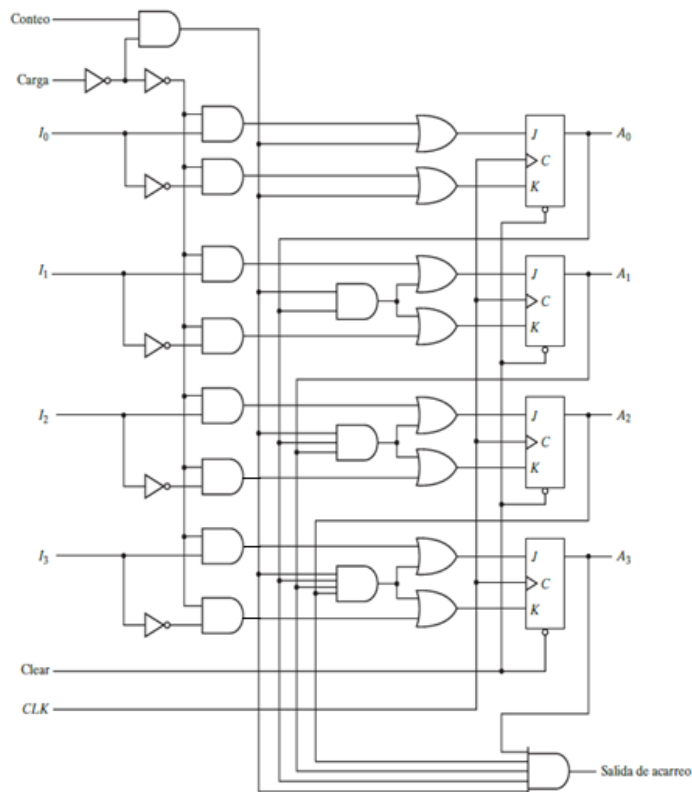 Conteo
Carga
I0
J
C
K
A0
I1
J
C
K
A1
I2
J
C
K
A2
I3
J
C
K
A3
Clear
CLK
Salida de acarreo